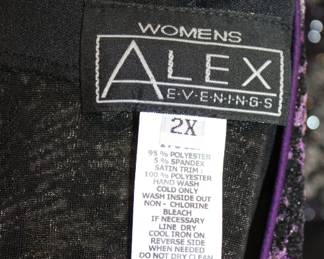 WOMENS
ALEX
E-V-E-N-I-N-G-S
2X
95 % POLYESTER
5 % SPANDEX
SATIN TRIM :
100 % POLYESTER
HAND WASH
COLD ONLY
WASH INSIDE OUT
NON - CHLORINE
BLEACH
IF NECESSARY
LINE DRY
COOL IRON ON
REVERSE SIDE
WHEN NEEDED
DO NOT DRY CLEAN